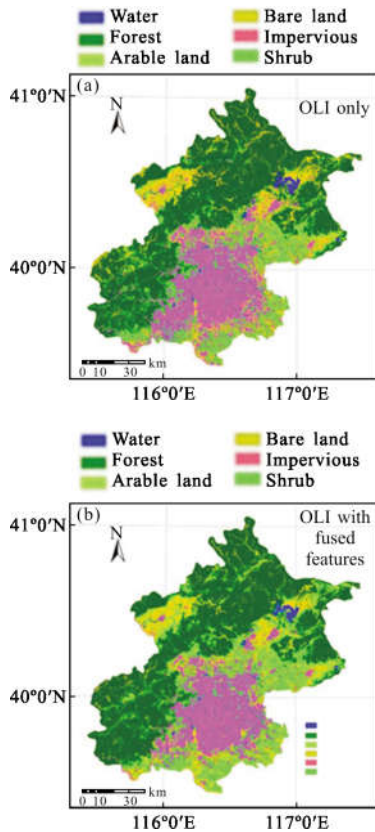 Water Bare land
Forest Impervious
Arable land Shrub
(a) OLI only
N
41°0′N
40°0′N
0 10 30 km
116°0′E 117°0′E
Water Bare land
Forest Impervious
Arable land Shrub
(b) OLI with
fused
features
N
41°0′N
40°0′N
0 10 30 km
116°0′E 117°0′E